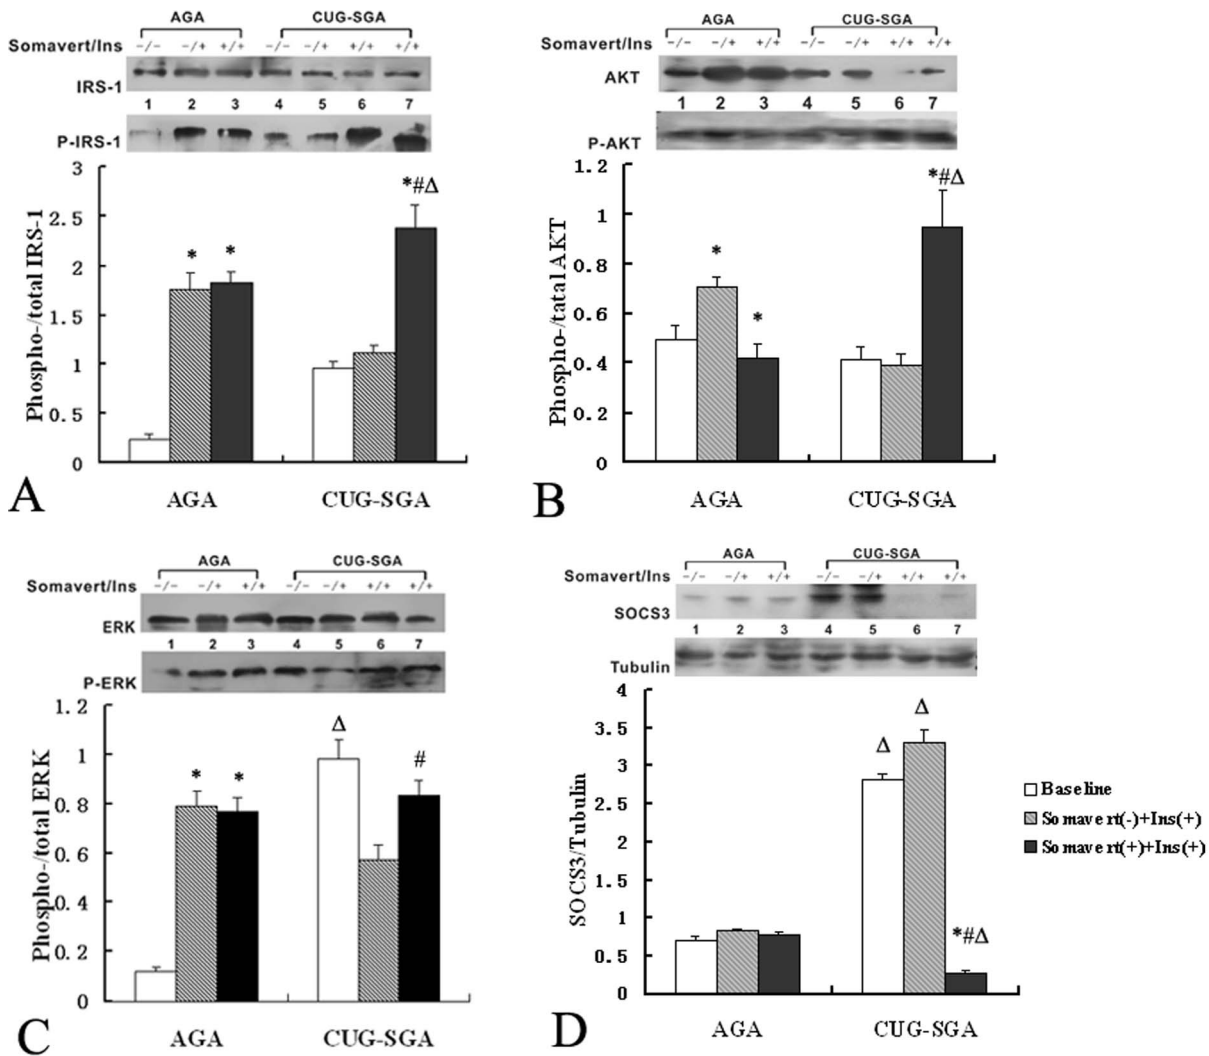 AGA CUG-SGA
Somavert/Ins -/- -/+ +/+ -/- -/+ +/+ +/+
IRS-1
1 2 3 4 5 6 7
P-IRS-1
3
2.5
2
1.5
1
0.5
0
Phospho-/total IRS-1
* * *#Δ
AGA CUG-SGA
A
AGA CUG-SGA
Somavert/Ins -/- -/+ +/+ -/- -/+ +/+ +/+
AKT
1 2 3 4 5 6 7
P-AKT
1.2
1
0.8
0.6
0.4
0.2
0
Phospho-/tatal AKT
* * *#Δ
AGA CUG-SGA
B
AGA CUG-SGA
Somavert/Ins -/- -/+ +/+ -/- -/+ +/+ +/+
ERK
1 2 3 4 5 6 7
P-ERK
1.2
1
0.8
0.6
0.4
0.2
0
Phospho-/total ERK
* * Δ #
AGA CUG-SGA
C
AGA CUG-SGA
Somavert/Ins -/- -/+ +/+ -/- -/+ +/+ +/+
SOCS3
1 2 3 4 5 6 7
Tubulin
4
3.5
3
2.5
2
1.5
1
0.5
0
SOCS3/Tubulin
Δ Δ *#Δ
AGA CUG-SGA
D
Baseline
Somavert(-)+Ins(+)
Somavert(+)+Ins(+)